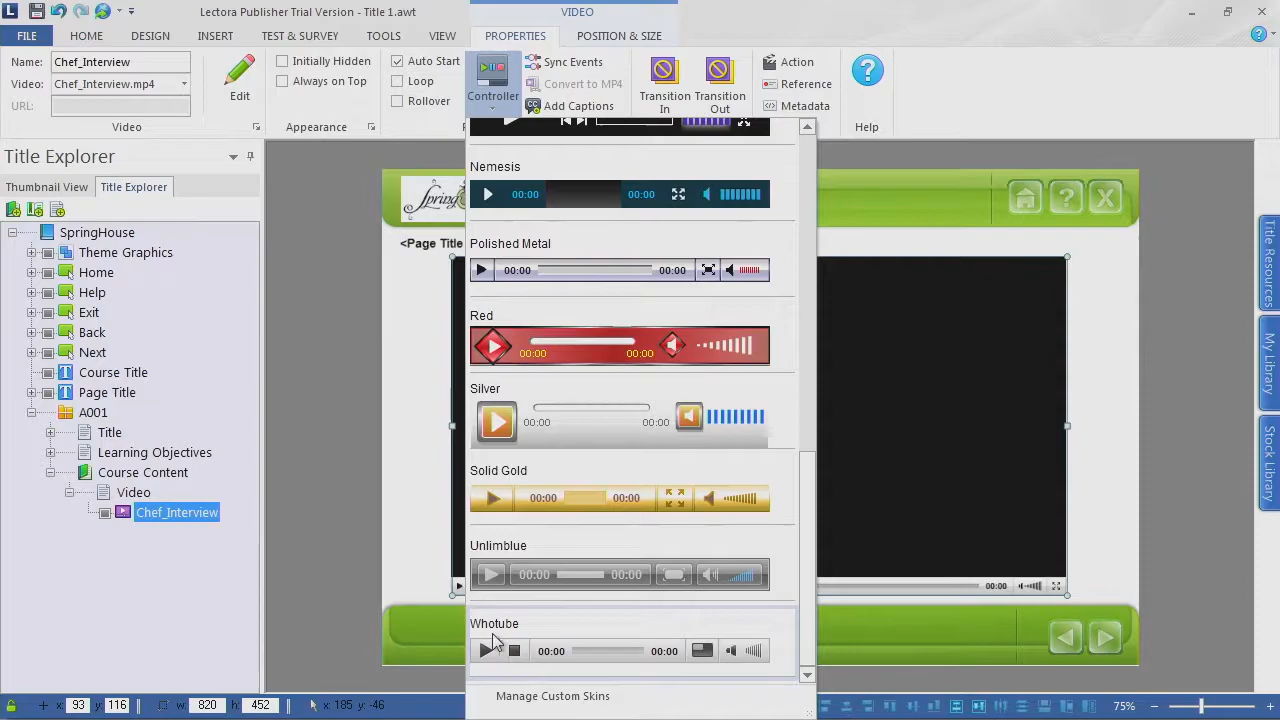 Lectora Publisher Trial Version - Title 1.awt
VIDEO
FILE
HOME
DESIGN
INSERT
TEST & SURVEY
TOOLS
VIEW
PROPERTIES
POSITION & SIZE
Name: Chef_Interview
Video: Chef_Interview.mp4
URL:
Video
Edit
Initially Hidden
Always on Top
Appearance
Auto Start
Loop
Rollover
Controller
Sync Events
Convert to MP4
CC Add Captions
Transition In
Transition Out
Action
Reference
Metadata
Help
Title Explorer
Thumbnail View
Title Explorer
SpringHouse
Theme Graphics
Home
Help
Exit
Back
Next
Course Title
Page Title
A001
Title
Learning Objectives
Course Content
Video
Chef_Interview
Spring
<Page Title
Nemesis
00:00 00:00
Polished Metal
00:00 00:00
Red
00:00 00:00
Silver
00:00 00:00
Solid Gold
00:00 00:00
Unlimblue
00:00 00:00
Whotube
00:00 00:00
Manage Custom Skins
00:00
Title Resources
My Library
Stock Library
x 93 y 116 w 820 h 452 x 185 y -46 75%